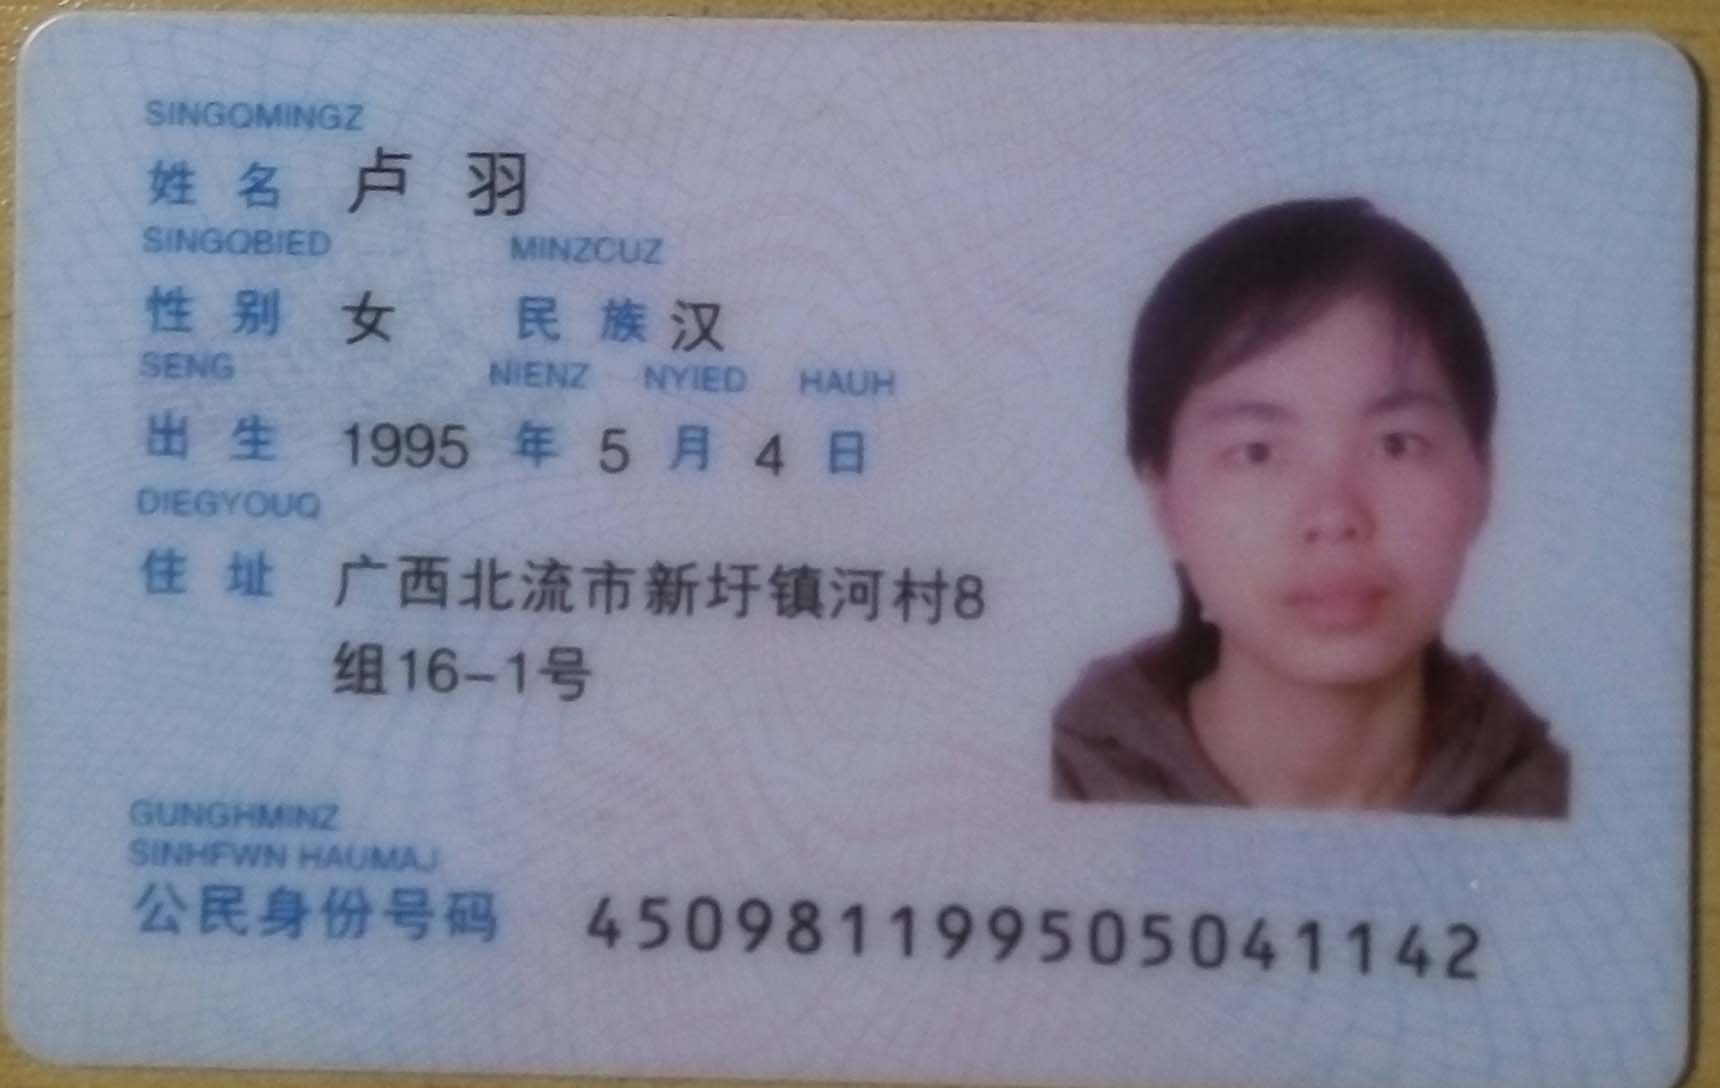 SINGQMINGZ
姓名 卢羽
SINGQBIED MINZCUZ
性别 女 民族 汉
SENG NIENZ NYIED HAUH
出生 1995 年 5 月 4 日
DIEGYOUQ
住址 广西北流市新圩镇河村8
组16-1号
GUNGHMINZ
SINHFWN HAUMAJ
公民身份号码 450981199505041142